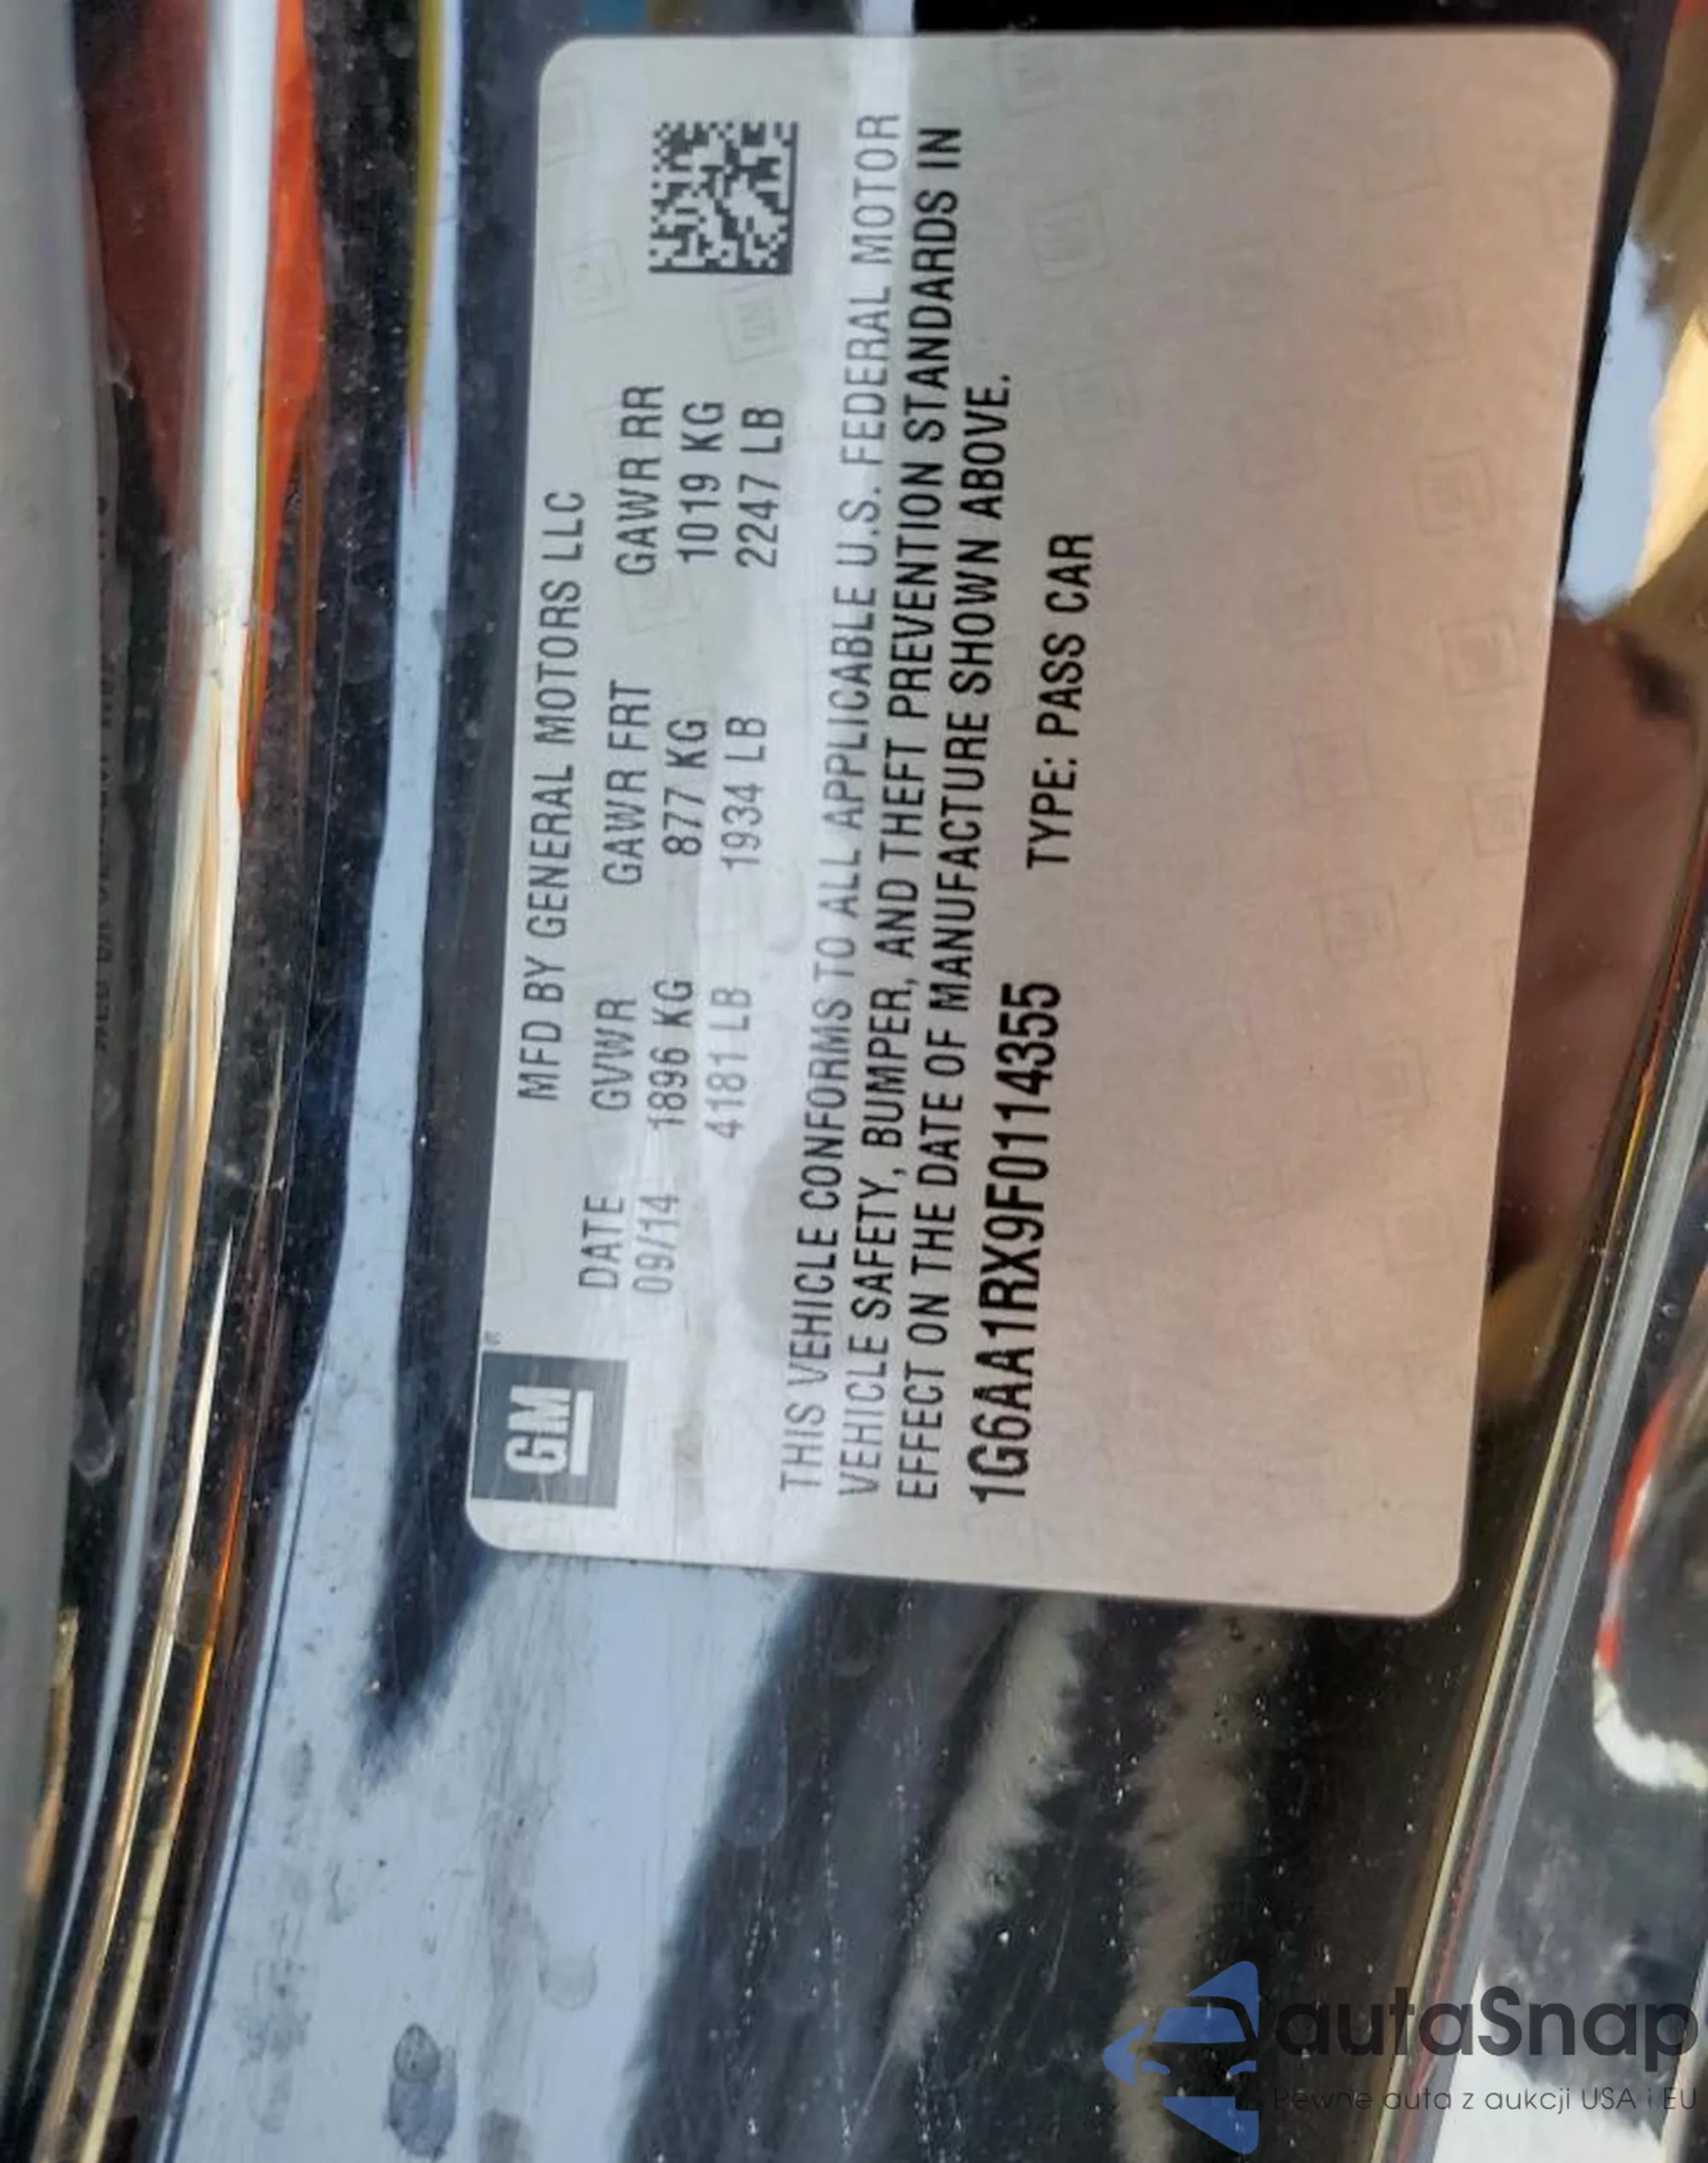 GM
MFD BY GENERAL MOTORS LLC
DATE GVWR GAWR FRT GAWR RR
09/14 1896 KG 877 KG 1019 KG
4181 LB 1934 LB 2247 LB
THIS VEHICLE CONFORMS TO ALL APPLICABLE U.S. FEDERAL MOTOR
VEHICLE SAFETY, BUMPER, AND THEFT PREVENTION STANDARDS IN
EFFECT ON THE DATE OF MANUFACTURE SHOWN ABOVE.
1G6AA1RX9F0114355 TYPE: PASS CAR
autaSnap
Pewne auta z aukcji USA i EU